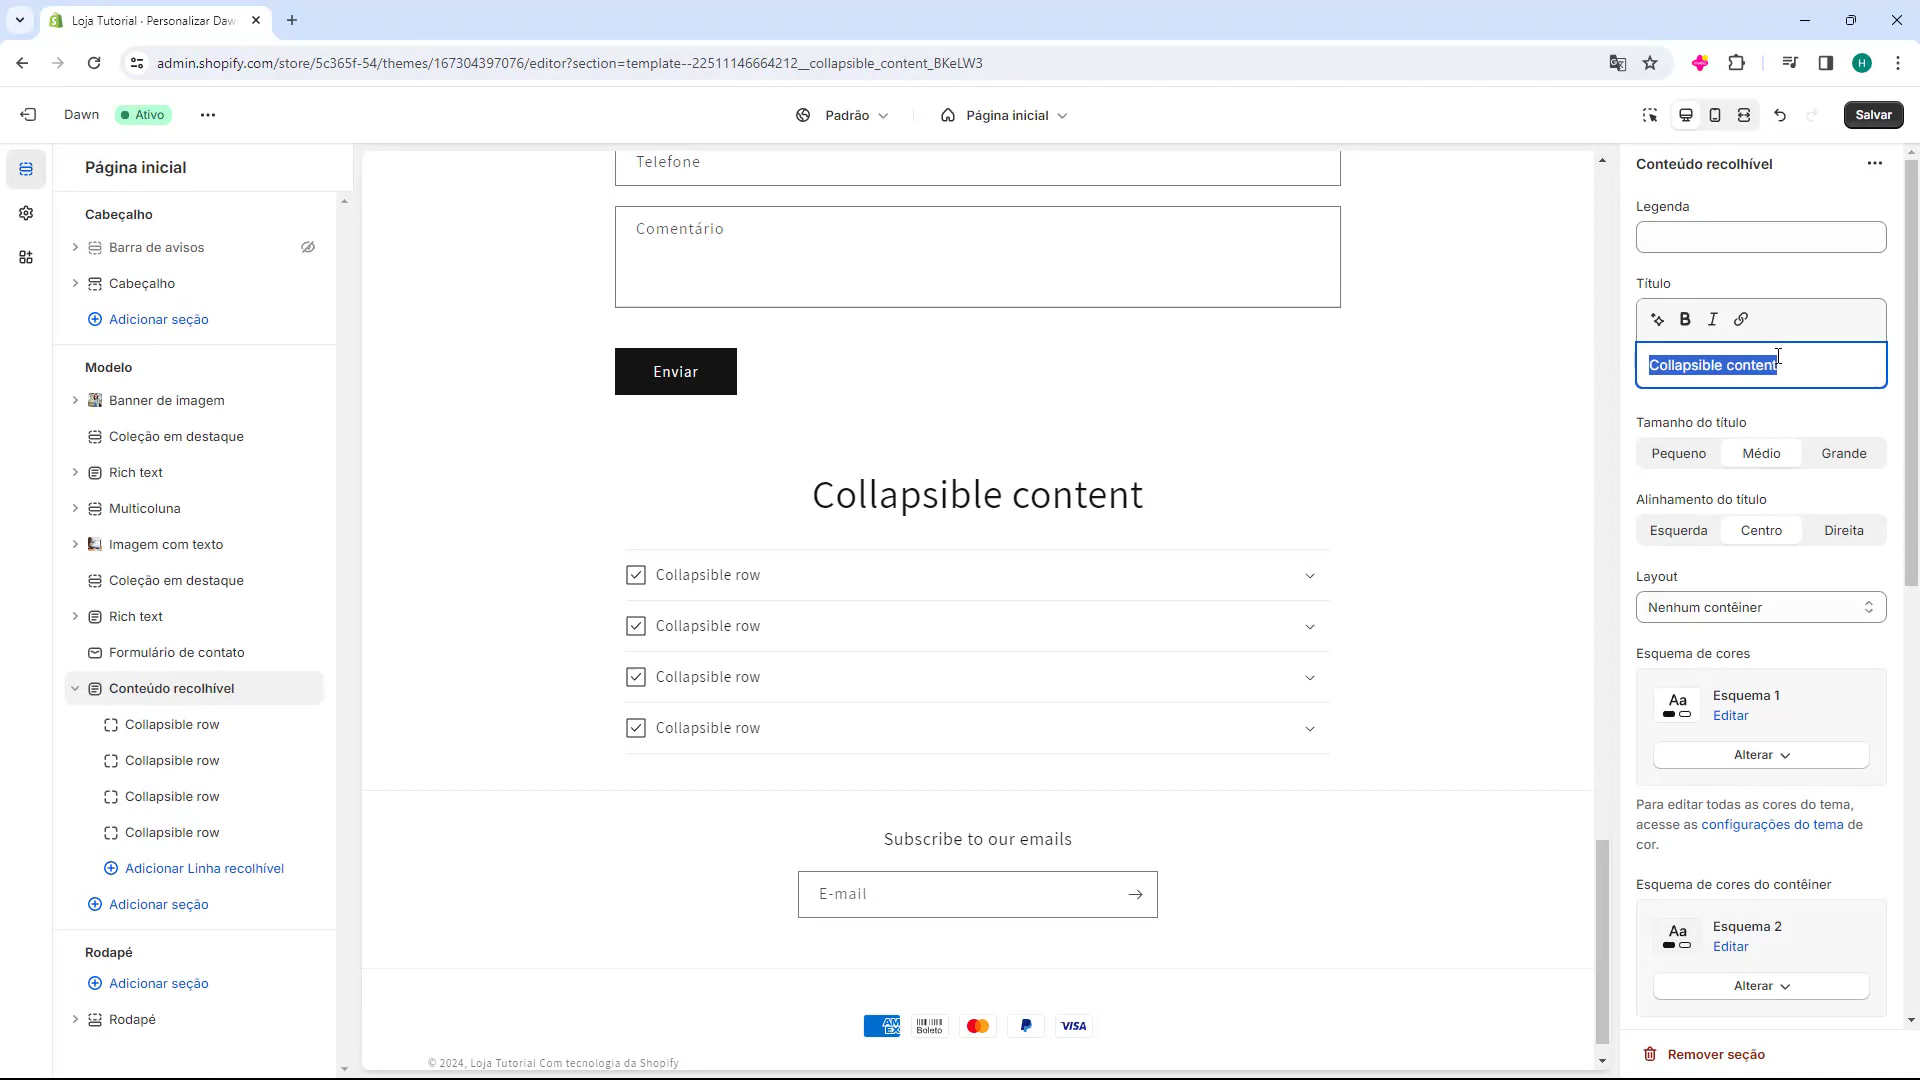 Loja Tutorial · Personalizar Daw
admin.shopify.com/store/5c365f-54/themes/167304397076/editor?section=template--22511146664212__collapsible_content_BKeLW3
H
Dawn
Ativo
Padrão
Página inicial
Salvar
Página inicial
Cabeçalho
Barra de avisos
Cabeçalho
Adicionar seção
Modelo
Banner de imagem
Coleção em destaque
Rich text
Multicoluna
Imagem com texto
Coleção em destaque
Rich text
Formulário de contato
Conteúdo recolhível
Collapsible row
Collapsible row
Collapsible row
Collapsible row
Adicionar Linha recolhível
Adicionar seção
Rodapé
Adicionar seção
Rodapé
Telefone
Comentário
Enviar
Collapsible content
Collapsible row
Collapsible row
Collapsible row
Collapsible row
Subscribe to our emails
E-mail
AM EX
Boleto
VISA
© 2024, Loja Tutorial Com tecnologia da Shopify
Conteúdo recolhível
Legenda
Título
B I
Collapsible content
Tamanho do título
Pequeno Médio Grande
Alinhamento do título
Esquerda Centro Direita
Layout
Nenhum contêiner
Esquema de cores
Aa
Esquema 1
Editar
Alterar
Para editar todas as cores do tema,
acesse as configurações do tema de
cor.
Esquema de cores do contêiner
Aa
Esquema 2
Editar
Alterar
Remover seção